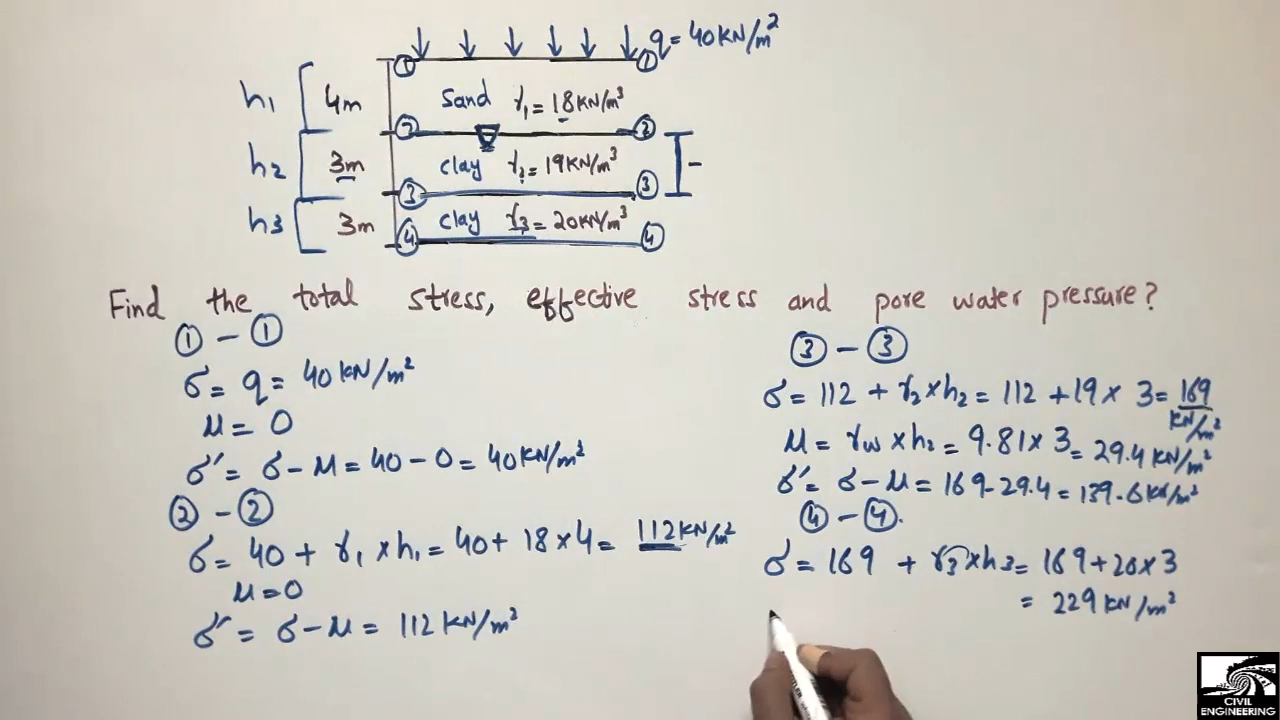 q = 40 KN/m²
① ①
h1 4m Sand γ1 = 18 KN/m³
② ②
h2 3m clay γ2 = 19 KN/m³
③ ③
h3 3m clay γ3 = 20 KN/m³
④ ④
Find the total stress, effective stress and pore water pressure?
① - ①
σ = q = 40 KN/m²
μ = 0
σ' = σ - μ = 40 - 0 = 40 KN/m²
② - ②
σ = 40 + γ1 × h1 = 40 + 18 × 4 = 112 KN/m²
μ = 0
σ' = σ - μ = 112 KN/m²
③ - ③
σ = 112 + γ2 × h2 = 112 + 19 × 3 = 169 KN/m²
μ = γw × h2 = 9.81 × 3 = 29.4 KN/m²
σ' = σ - μ = 169 - 29.4 = 139.6 KN/m²
④ - ④.
σ = 169 + γ3 × h3 = 169 + 20 × 3
= 229 KN/m²
CIVIL
ENGINEERING